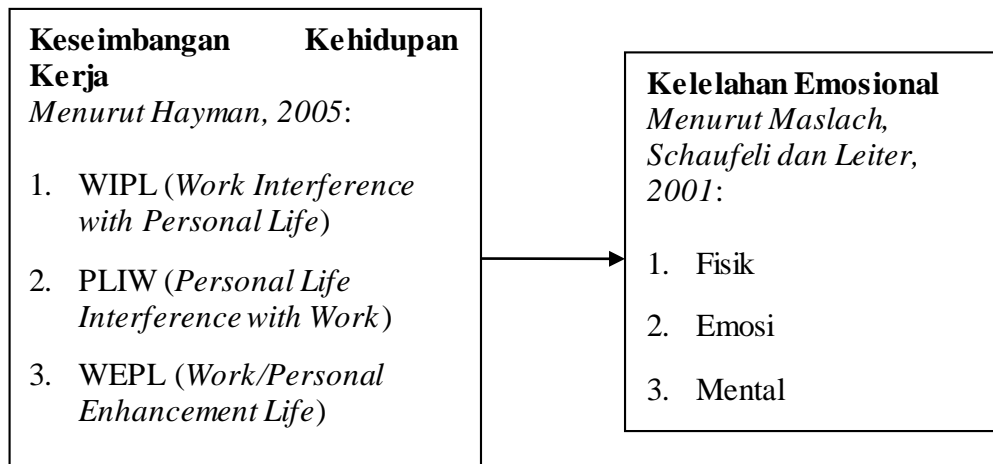 Keseimbangan Kehidupan
Kerja
Menurut Hayman, 2005:
1. WIPL (Work Interference
with Personal Life)
2. PLIW (Personal Life
Interference with Work)
3. WEPL (Work/Personal
Enhancement Life)
Kelelahan Emosional
Menurut Maslach,
Schaufeli dan Leiter,
2001:
1. Fisik
2. Emosi
3. Mental